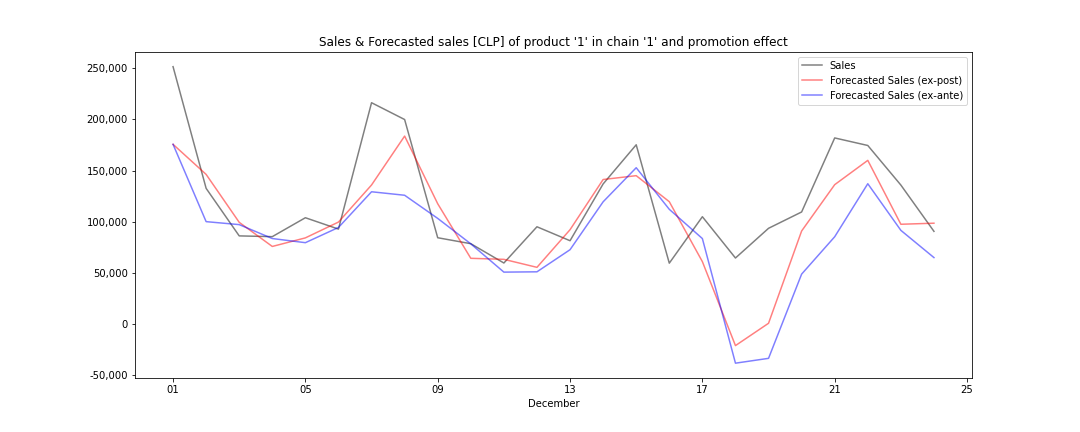 Sales & Forecasted sales [CLP] of product '1' in chain '1' and promotion effect
250,000
200,000
150,000
100,000
50,000
0
-50,000
Sales
Forecasted Sales (ex-post)
Forecasted Sales (ex-ante)
01 05 09 13 17 21 25
December